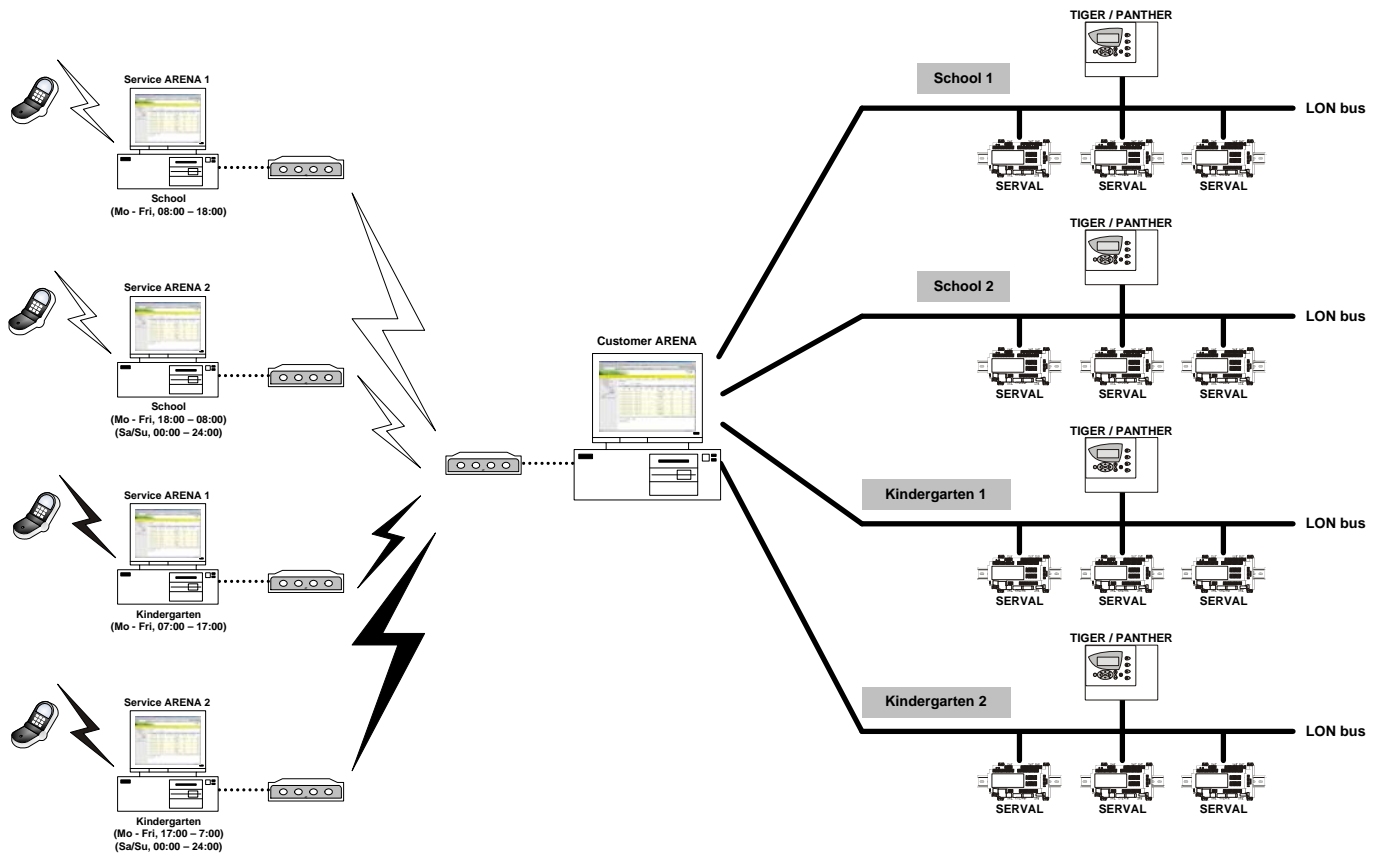 Service ARENA 1
School
(Mo - Fri, 08:00 – 18:00)
Service ARENA 2
School
(Mo - Fri, 18:00 – 08:00)
(Sa/Su, 00:00 – 24:00)
Service ARENA 1
Kindergarten
(Mo - Fri, 07:00 – 17:00)
Service ARENA 2
Kindergarten
(Mo - Fri, 17:00 – 7:00)
(Sa/Su, 00:00 – 24:00)
Customer ARENA
TIGER / PANTHER
School 1
LON bus
SERVAL
SERVAL
SERVAL
TIGER / PANTHER
School 2
LON bus
SERVAL
SERVAL
SERVAL
TIGER / PANTHER
Kindergarten 1
LON bus
SERVAL
SERVAL
SERVAL
TIGER / PANTHER
Kindergarten 2
LON bus
SERVAL
SERVAL
SERVAL